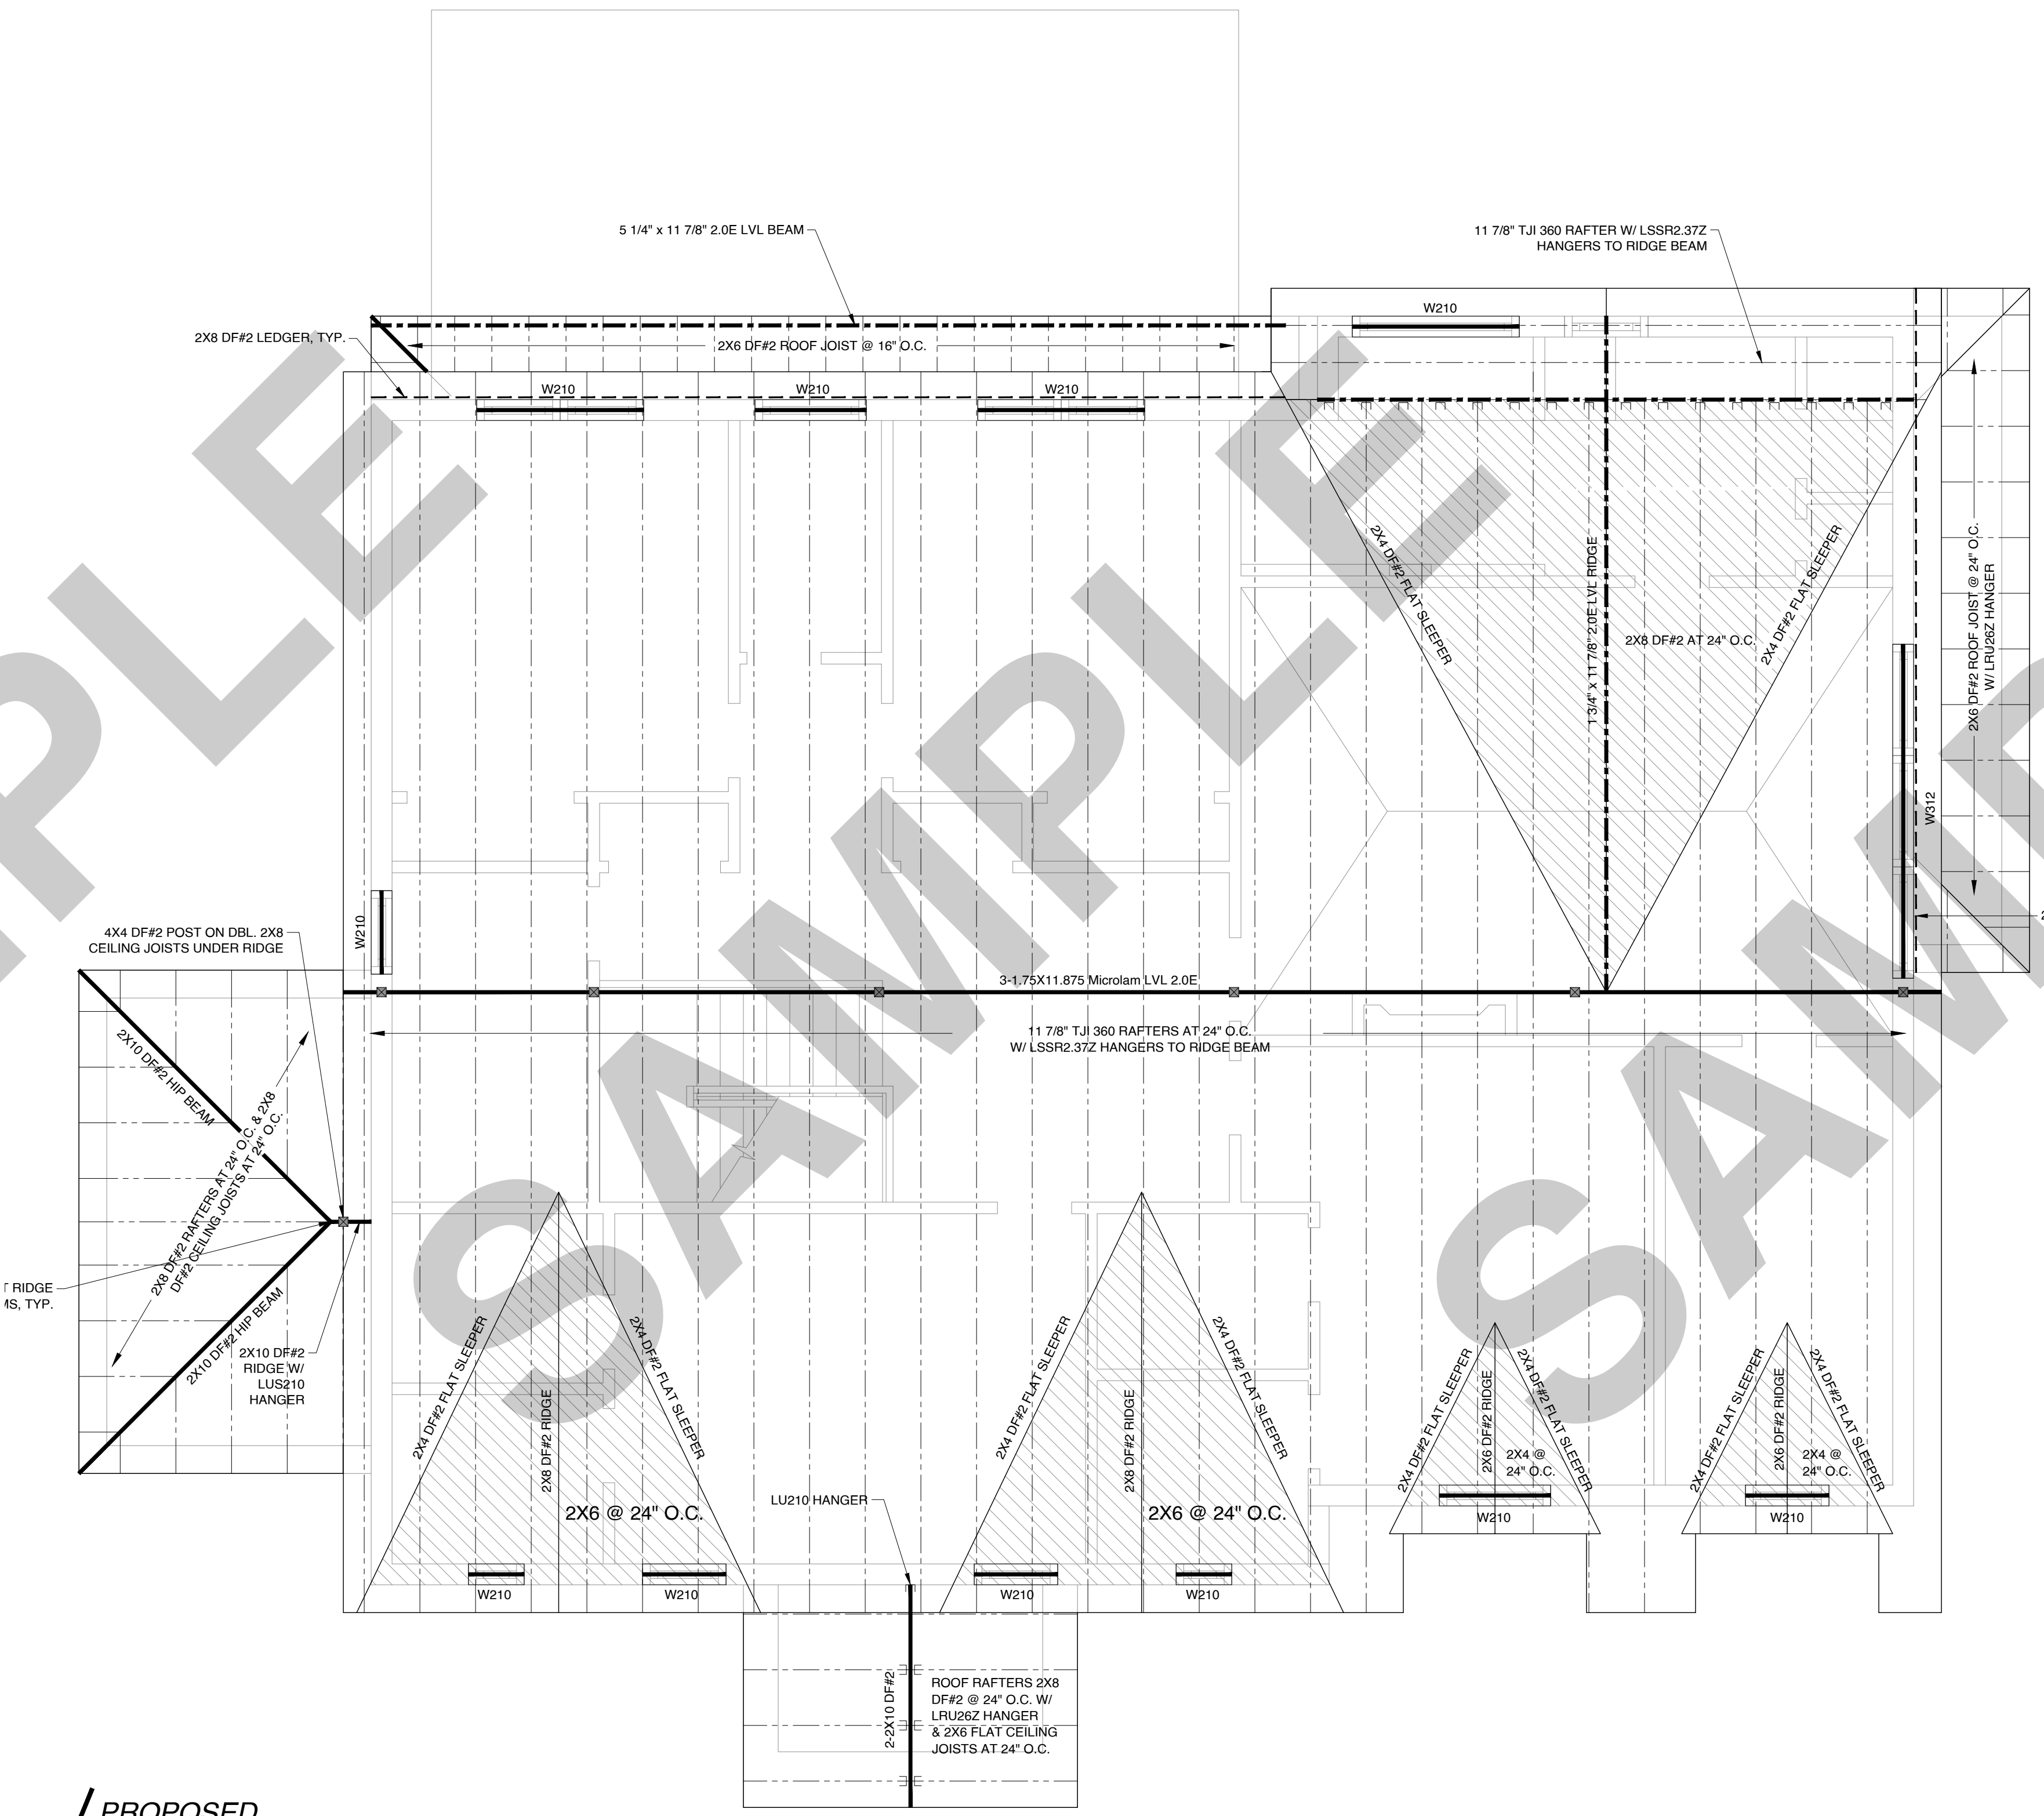 5 1/4" x 11 7/8" 2.0E LVL BEAM
11 7/8" TJI 360 RAFTER W/ LSSR2.37Z
HANGERS TO RIDGE BEAM
W210
2X8 DF#2 LEDGER, TYP.
2X6 DF#2 ROOF JOIST @ 16" O.C.
W210
W210
W210
2X4 DF#2 FLAT SLEEPER
1 3/4" x 11 7/8" 2.0E LVL RIDGE
2X8 DF#2 AT 24" O.C.
2X4 DF#2 FLAT SLEEPER
2X6 DF#2 ROOF JOIST @ 24" O.C.
W/ LRU26Z HANGER
W312
2
W210
4X4 DF#2 POST ON DBL. 2X8
CEILING JOISTS UNDER RIDGE
3-1.75X11.875 Microlam LVL 2.0E
11 7/8" TJI 360 RAFTERS AT 24" O.C.
W/ LSSR2.37Z HANGERS TO RIDGE BEAM
2X10 DF#2 HIP BEAM
2X8 DF#2 RAFTERS AT 24" O.C. & 2X8
DF#2 CEILING JOISTS AT 24" O.C.
2X10 DF#2 HIP BEAM
T RIDGE
MS, TYP.
2X10 DF#2
RIDGE W/
LUS210
HANGER
2X4 DF#2 FLAT SLEEPER
2X8 DF#2 RIDGE
2X4 DF#2 FLAT SLEEPER
2X6 @ 24" O.C.
W210
W210
LU210 HANGER
2X4 DF#2 FLAT SLEEPER
2X8 DF#2 RIDGE
2X4 DF#2 FLAT SLEEPER
2X6 @ 24" O.C.
W210
W210
2X4 DF#2 FLAT SLEEPER
2X6 DF#2 RIDGE
2X4 DF#2 FLAT SLEEPER
2X4 @
24" O.C.
W210
2X4 DF#2 FLAT SLEEPER
2X6 DF#2 RIDGE
2X4 DF#2 FLAT SLEEPER
2X4 @
24" O.C.
W210
2-2X10 DF#2
ROOF RAFTERS 2X8
DF#2 @ 24" O.C. W/
LRU26Z HANGER
& 2X6 FLAT CEILING
JOISTS AT 24" O.C.
PROPOSED
SAMPLE
SAMPLE
SAMP